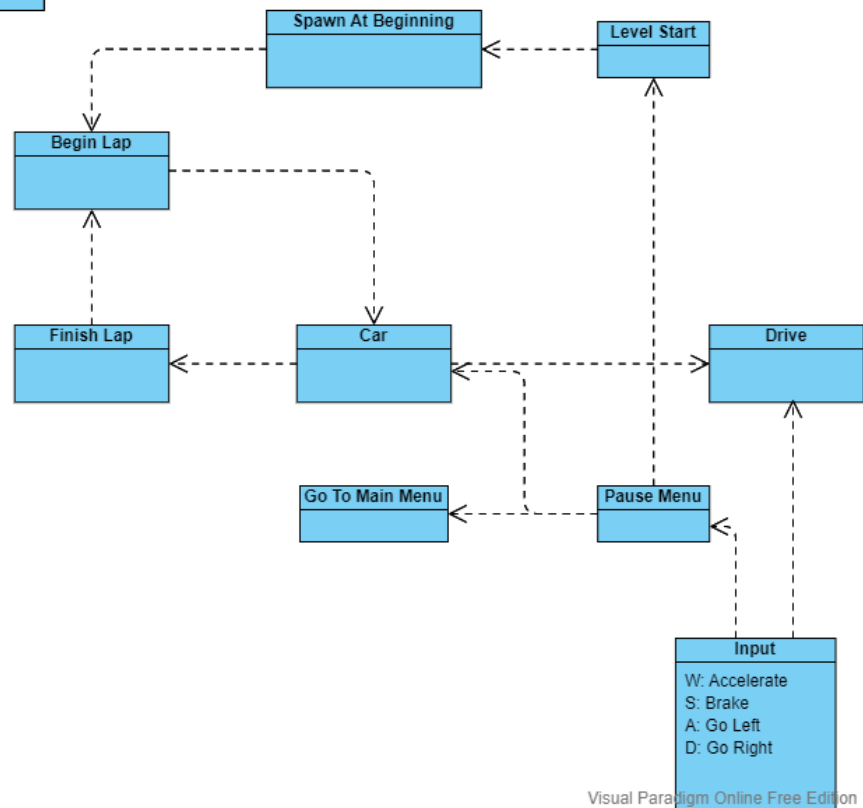 Spawn At Beginning
Level Start
Begin Lap
Finish Lap
Car
Drive
Go To Main Menu
Pause Menu
Input
W: Accelerate
S: Brake
A: Go Left
D: Go Right
Visual Paradigm Online Free Edition